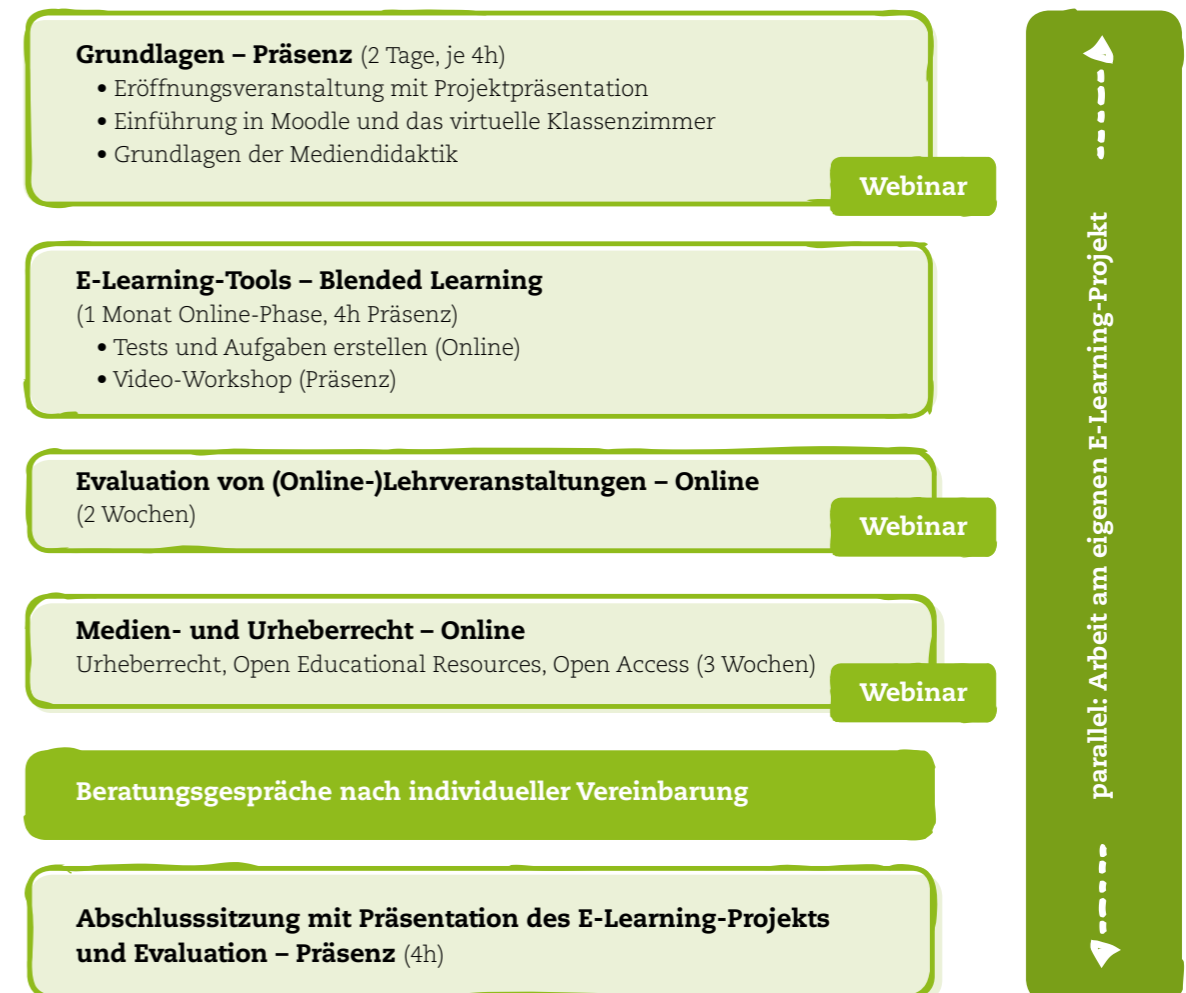 Grundlagen – Präsenz (2 Tage, je 4h)
• Eröffnungsveranstaltung mit Projektpräsentation
• Einführung in Moodle und das virtuelle Klassenzimmer
• Grundlagen der Mediendidaktik
Webinar
E-Learning-Tools – Blended Learning
(1 Monat Online-Phase, 4h Präsenz)
• Tests und Aufgaben erstellen (Online)
• Video-Workshop (Präsenz)
Evaluation von (Online-)Lehrveranstaltungen – Online
(2 Wochen)
Webinar
Medien- und Urheberrecht – Online
Urheberrecht, Open Educational Resources, Open Access (3 Wochen)
Webinar
Beratungsgespräche nach individueller Vereinbarung
Abschlusssitzung mit Präsentation des E-Learning-Projekts
und Evaluation – Präsenz (4h)
parallel: Arbeit am eigenen E-Learning-Projekt